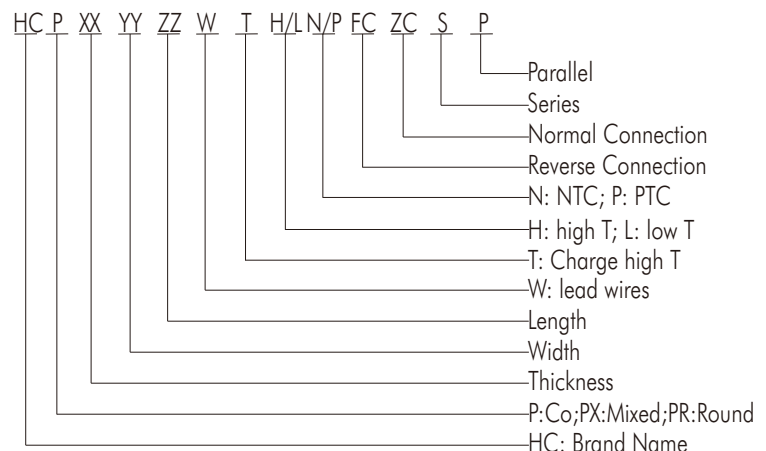 HC P XX YY ZZ W T H/L N/P FC ZC S P
Parallel
Series
Normal Connection
Reverse Connection
N: NTC; P: PTC
H: high T; L: low T
T: Charge high T
W: lead wires
Length
Width
Thickness
P:Co;PX:Mixed;PR:Round
HC: Brand Name